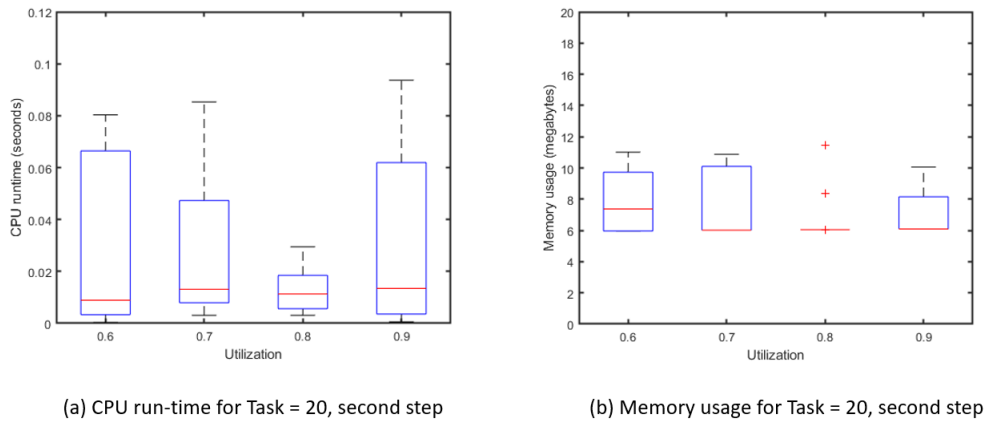 0.12
0.1
0.08
0.06
0.04
0.02
0
CPU runtime (seconds)
0.6 0.7 0.8 0.9
Utilization
(a) CPU run-time for Task = 20, second step
20
18
16
14
12
10
8
6
4
2
0
Memory usage (megabytes)
0.6 0.7 0.8 0.9
Utilization
(b) Memory usage for Task = 20, second step